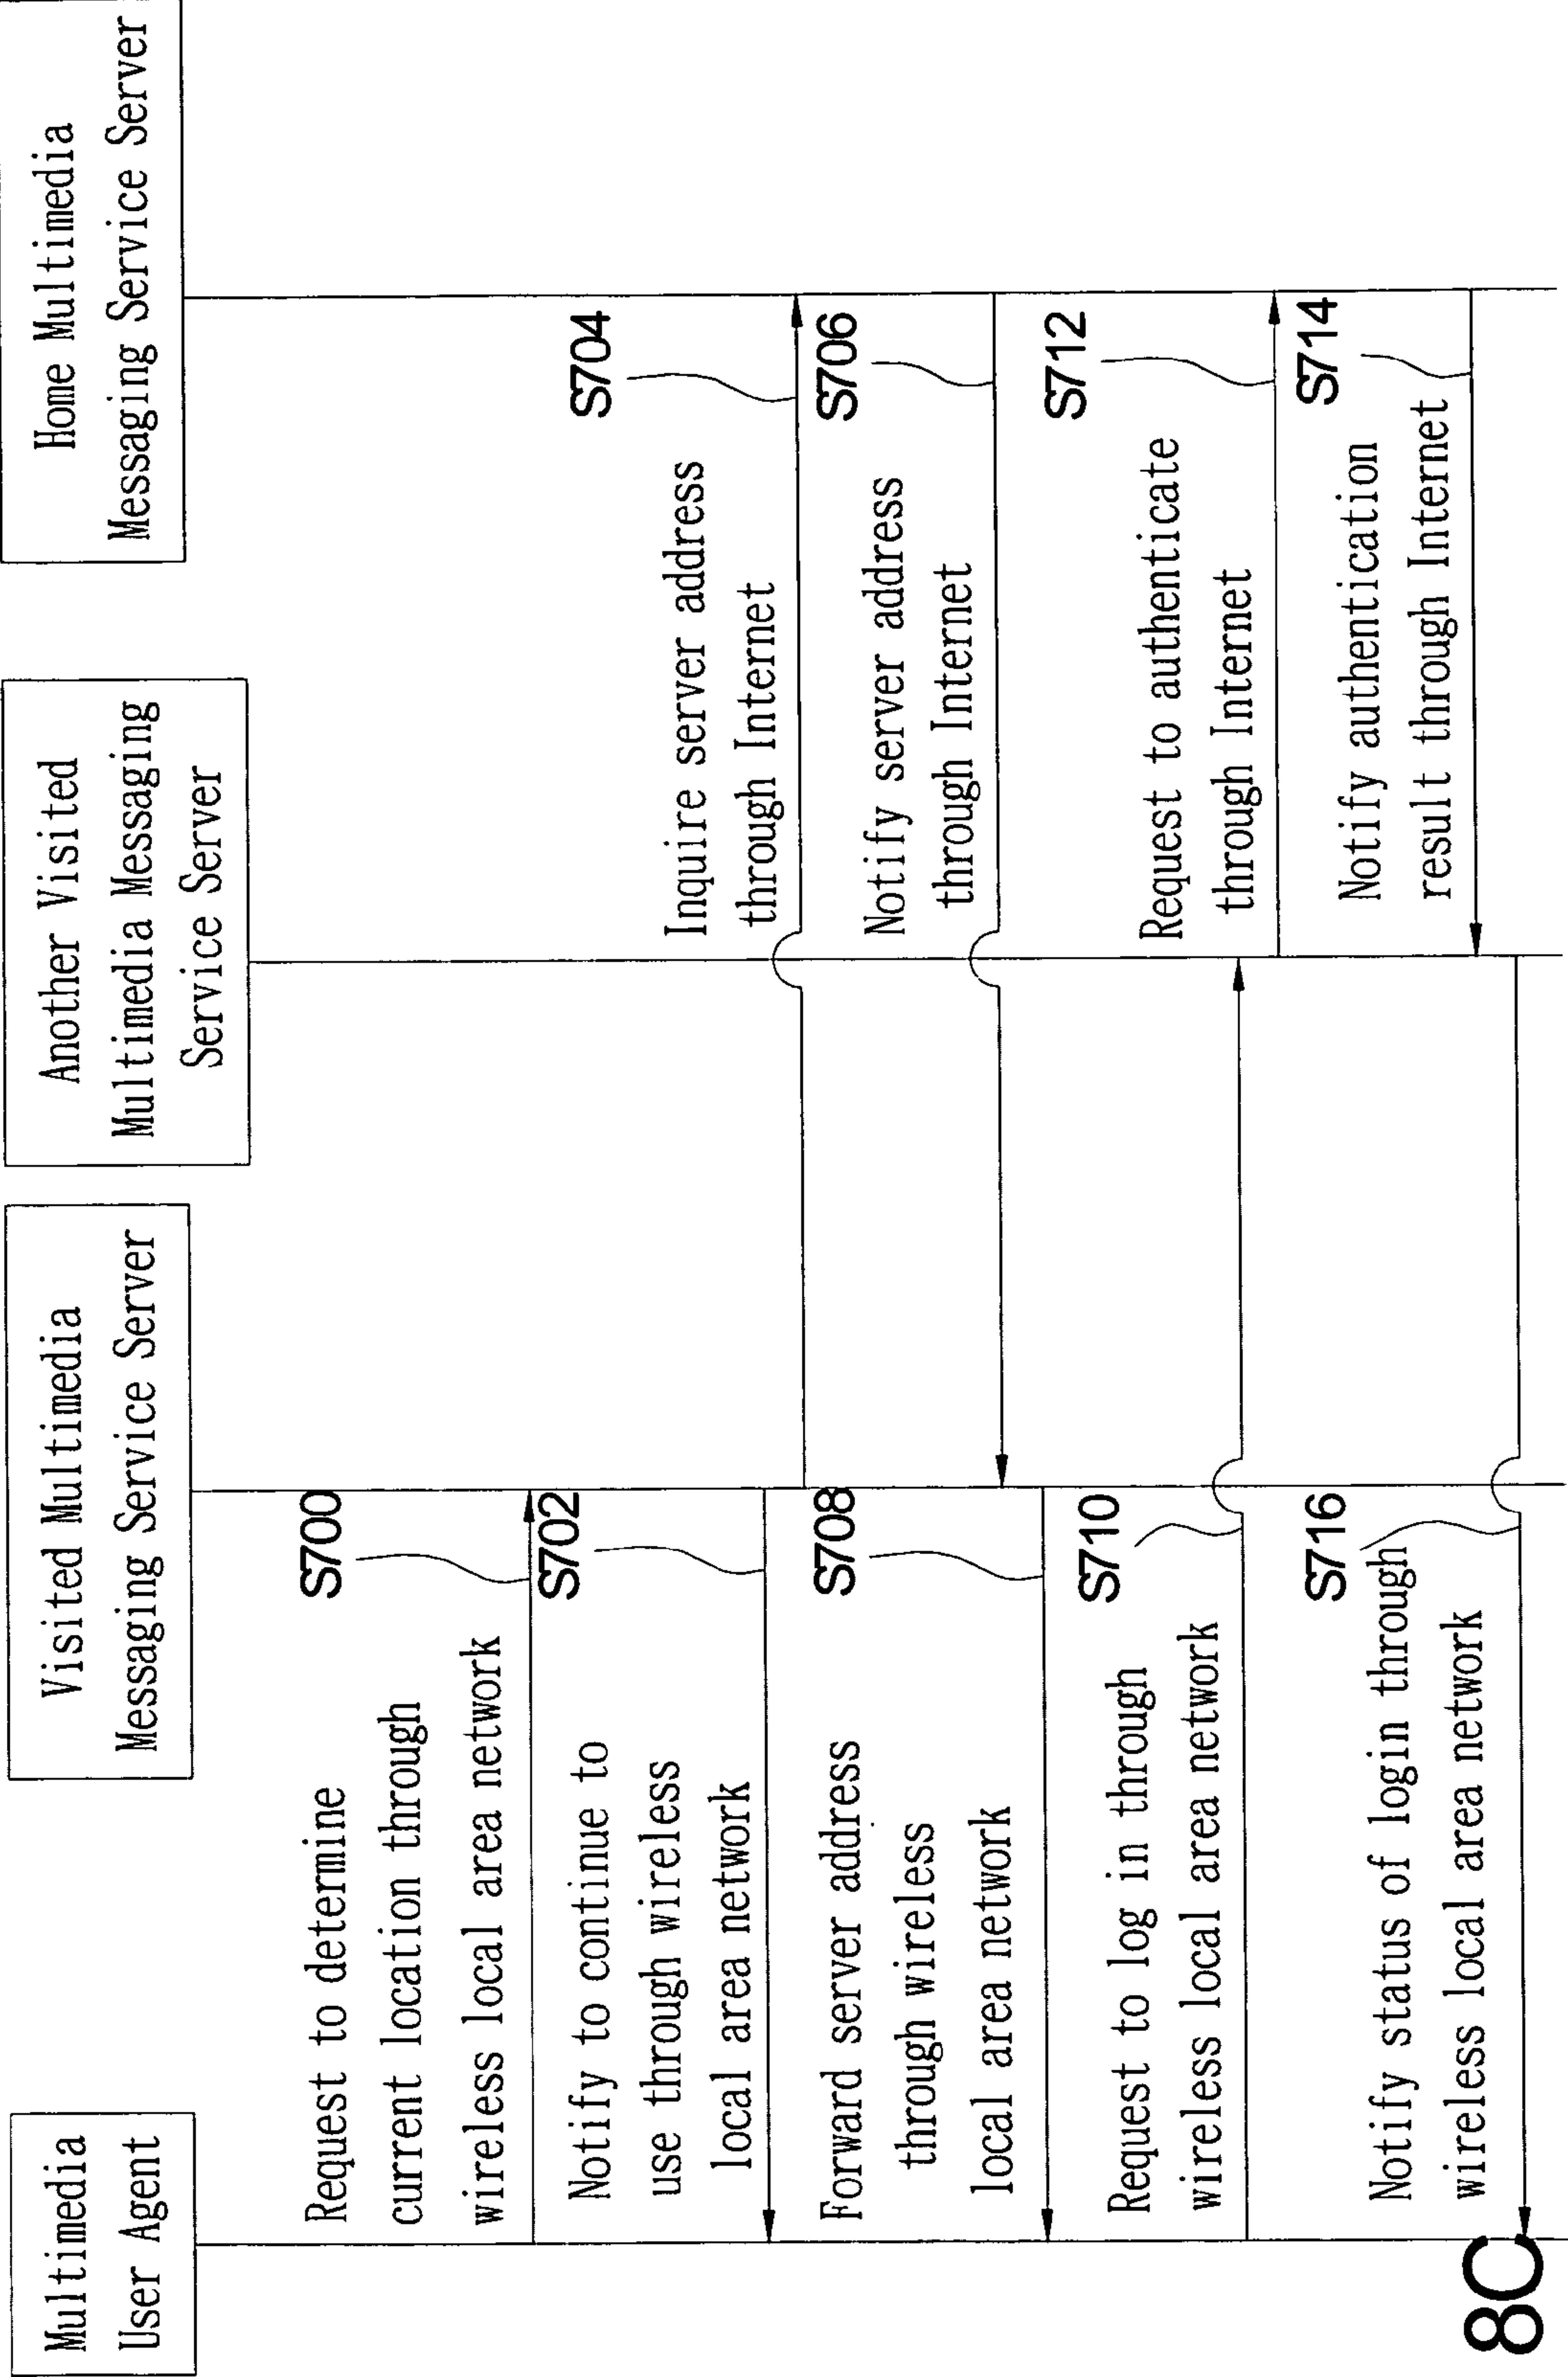 Multimedia
User Agent
Visited Multimedia
Messaging Service Server
Another Visited
Multimedia Messaging
Service Server
Home Multimedia
Messaging Service Server
Request to determine
current location through
wireless local area network
S700
Notify to continue to
use through wireless
local area network
S702
Inquire server address
through Internet
S704
Notify server address
through Internet
S706
Forward server address
through wireless
local area network
S708
Request to log in through
wireless local area network
S710
Request to authenticate
through Internet
S712
Notify authentication
result through Internet
S714
Notify status of login through
wireless local area network
S716
8C